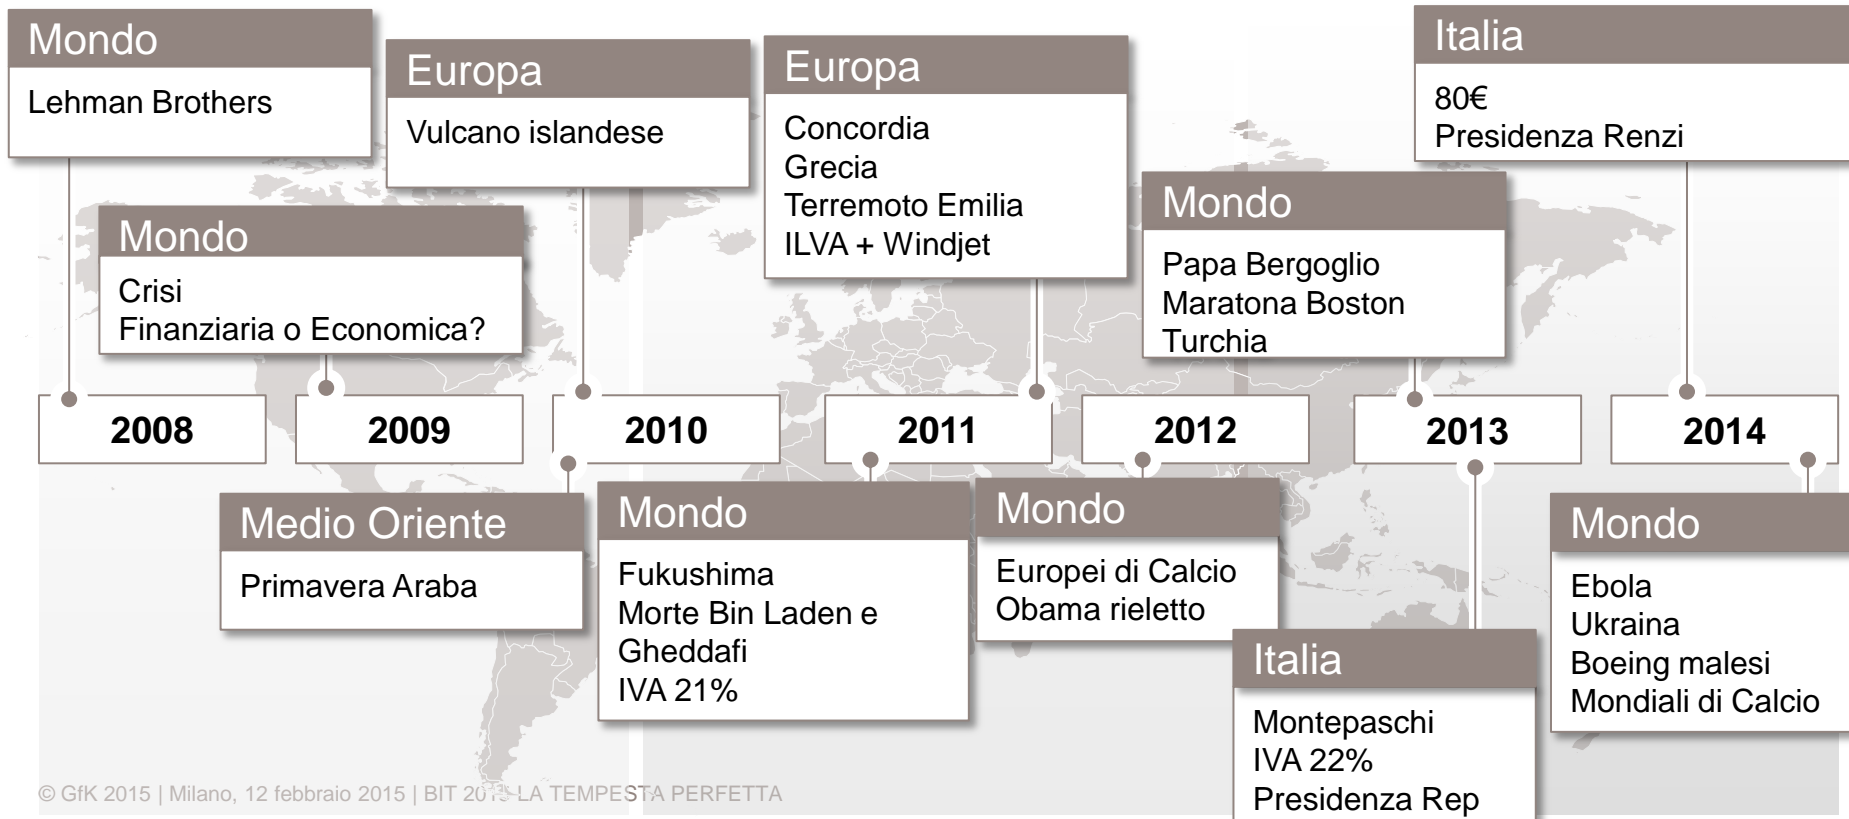 Mondo
Lehman Brothers
Mondo
Crisi
Finanziaria o Economica?
Europa
Vulcano islandese
Europa
Concordia
Grecia
Terremoto Emilia
ILVA + Windjet
Mondo
Papa Bergoglio
Maratona Boston
Turchia
Italia
80€
Presidenza Renzi
2008
2009
2010
2011
2012
2013
2014
Medio Oriente
Primavera Araba
Mondo
Fukushima
Morte Bin Laden e
Gheddafi
IVA 21%
Mondo
Europei di Calcio
Obama rieletto
Italia
Montepaschi
IVA 22%
Presidenza Rep
Mondo
Ebola
Ukraina
Boeing malesi
Mondiali di Calcio
© GfK 2015 | Milano, 12 febbraio 2015 | BIT 2015 LA TEMPESTA PERFETTA